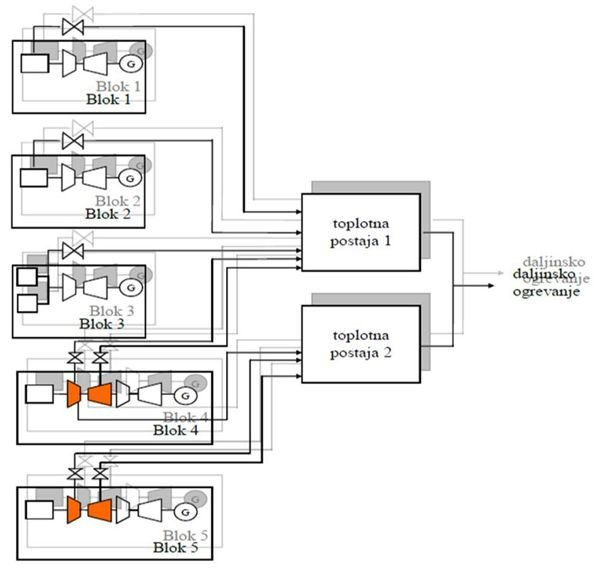 G
G
Blok 1
Blok 1
G
G
Blok 2
Blok 2
toplotna
postaja 1
G
G
Blok 3
Blok 3
daljinsko
ogrevanje
daljinsko
ogrevanje
toplotna
postaja 2
G
G
Blok 4
Blok 4
G
G
Blok 5
Blok 5